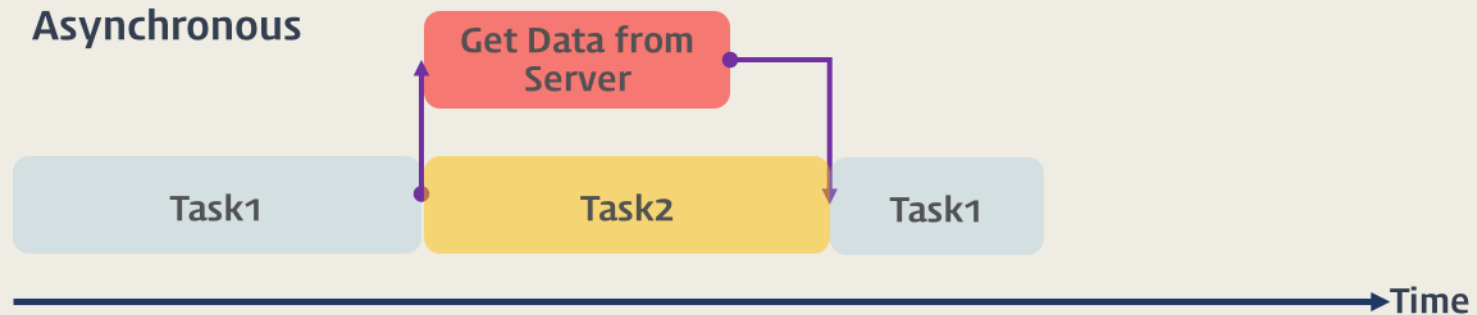 Asynchronous
Get Data from
Server
Task1
Task2
Task1
Time